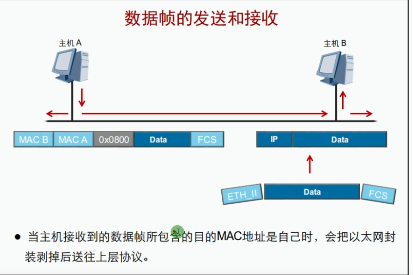 数据帧的发送和接收
主机 A
主机 B
MAC B MAC A 0x0800 Data FCS
IP Data
ETH_II Data FCS
● 当主机接收到的数据帧所包含的目的MAC地址是自己时，会把以太网封
装剥掉后送往上层协议。